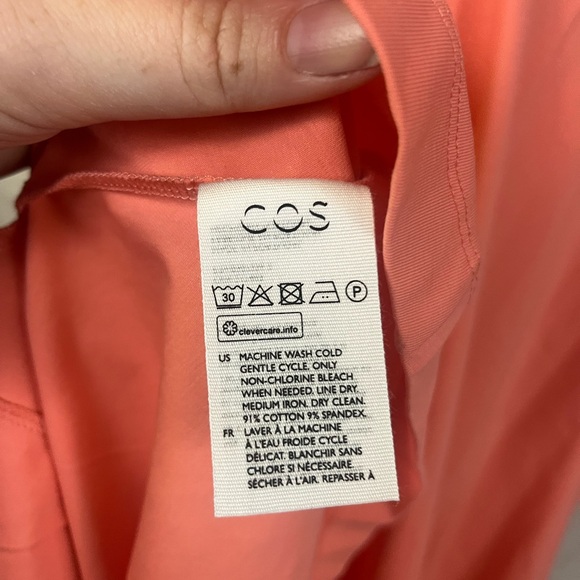 COS
30
P
clevercare.info
US MACHINE WASH COLD
GENTLE CYCLE. ONLY
NON-CHLORINE BLEACH
WHEN NEEDED. LINE DRY.
MEDIUM IRON. DRY CLEAN.
91% COTTON 9% SPANDEX.
FR LAVER À LA MACHINE
À L'EAU FROIDE CYCLE
DÉLICAT. BLANCHIR SANS
CHLORE SI NÉCESSAIRE.
SÉCHER À L'AIR. REPASSER À